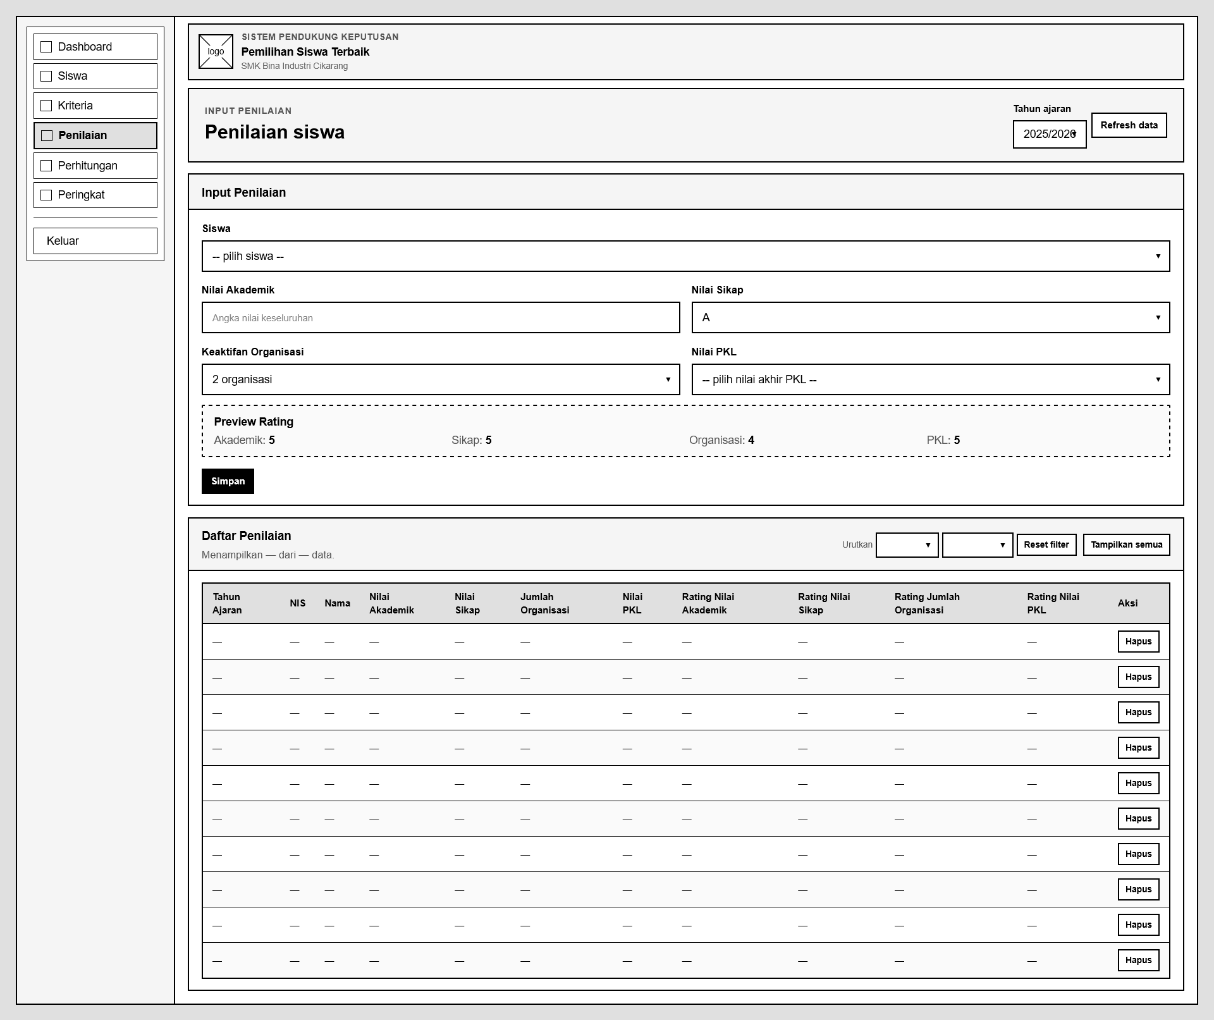 Dashboard
Siswa
Kriteria
Penilaian
Perhitungan
Peringkat
Keluar
logo
SISTEM PENDUKUNG KEPUTUSAN
Pemilihan Siswa Terbaik
SMK Bina Industri Cikarang
INPUT PENILAIAN
Penilaian siswa
Tahun ajaran
2025/2026
Refresh data
Input Penilaian
Siswa
-- pilih siswa --
Nilai Akademik
Nilai Sikap
Angka nilai keseluruhan
A
Keaktifan Organisasi
Nilai PKL
2 organisasi
-- pilih nilai akhir PKL --
Preview Rating
Akademik: 5 Sikap: 5 Organisasi: 4 PKL: 5
Simpan
Daftar Penilaian
Menampilkan — dari — data.
Urutkan
Reset filter
Tampilkan semua
Tahun Ajaran NIS Nama Nilai Akademik Nilai Sikap Jumlah Organisasi Nilai PKL Rating Nilai Akademik Rating Nilai Sikap Rating Jumlah Organisasi Rating Nilai PKL Aksi
— — — — — — — — — — — Hapus
— — — — — — — — — — — Hapus
— — — — — — — — — — — Hapus
— — — — — — — — — — — Hapus
— — — — — — — — — — — Hapus
— — — — — — — — — — — Hapus
— — — — — — — — — — — Hapus
— — — — — — — — — — — Hapus
— — — — — — — — — — — Hapus
— — — — — — — — — — — Hapus